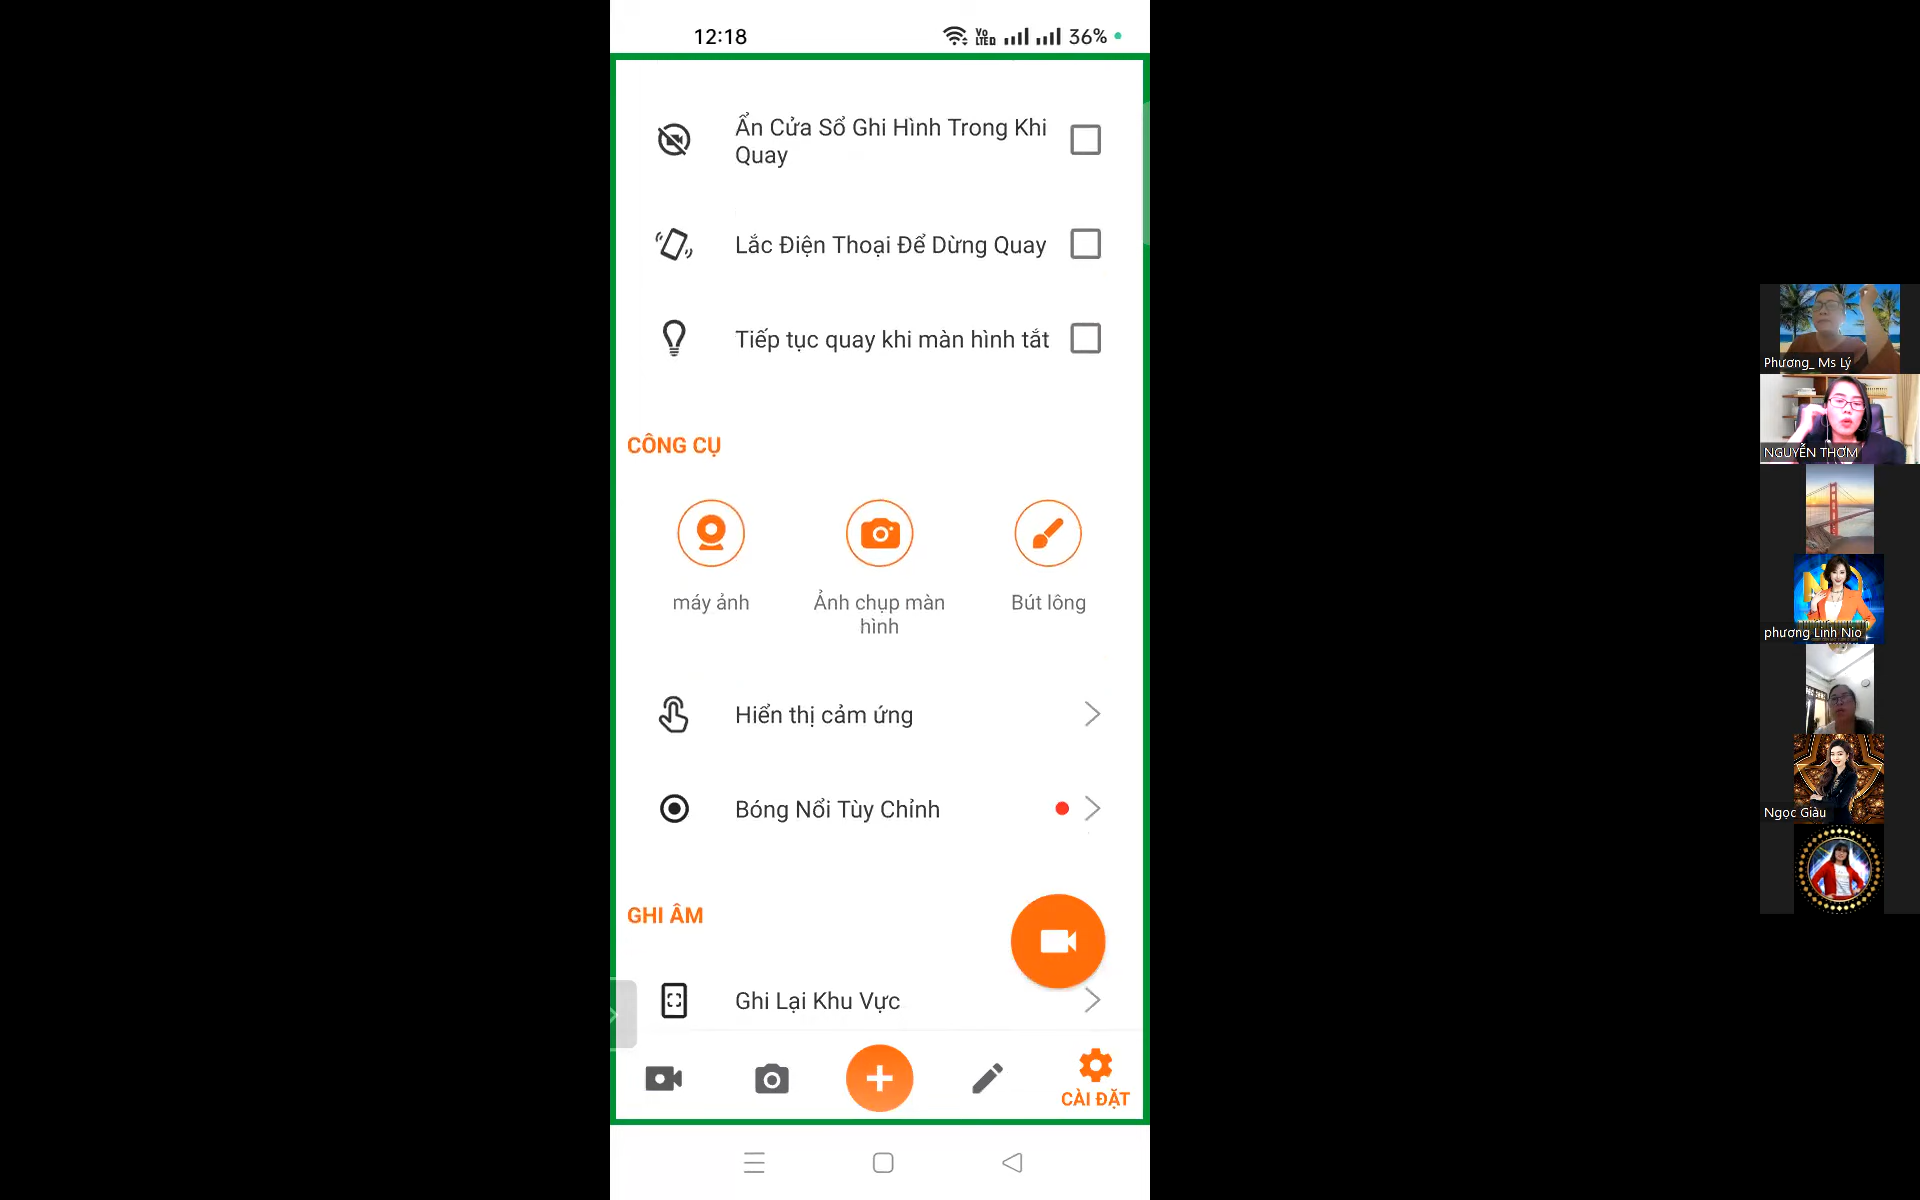 12:18
Vo
LTE
36%
Ẩn Cửa Sổ Ghi Hình Trong Khi
Quay
Lắc Điện Thoại Để Dừng Quay
Tiếp tục quay khi màn hình tắt
CÔNG CỤ
máy ảnh
Ảnh chụp màn
hình
Bút lông
Hiển thị cảm ứng
Bóng Nổi Tùy Chỉnh
GHI ÂM
Ghi Lại Khu Vực
CÀI ĐẶT
Phương_ Ms Lý
NGUYỄN THƠM
phương Linh Nio
Ngọc Giàu